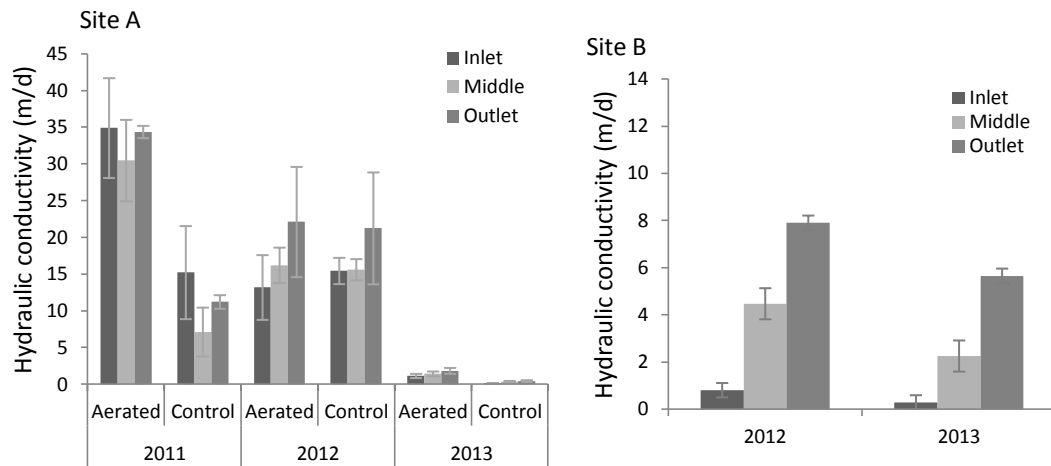 Site A
Hydraulic conductivity (m/d)
45
40
35
30
25
20
15
10
5
0
Inlet
Middle
Outlet
Aerated Control Aerated Control Aerated Control
2011 2012 2013
Site B
Hydraulic conductivity (m/d)
14
12
10
8
6
4
2
0
Inlet
Middle
Outlet
2012 2013